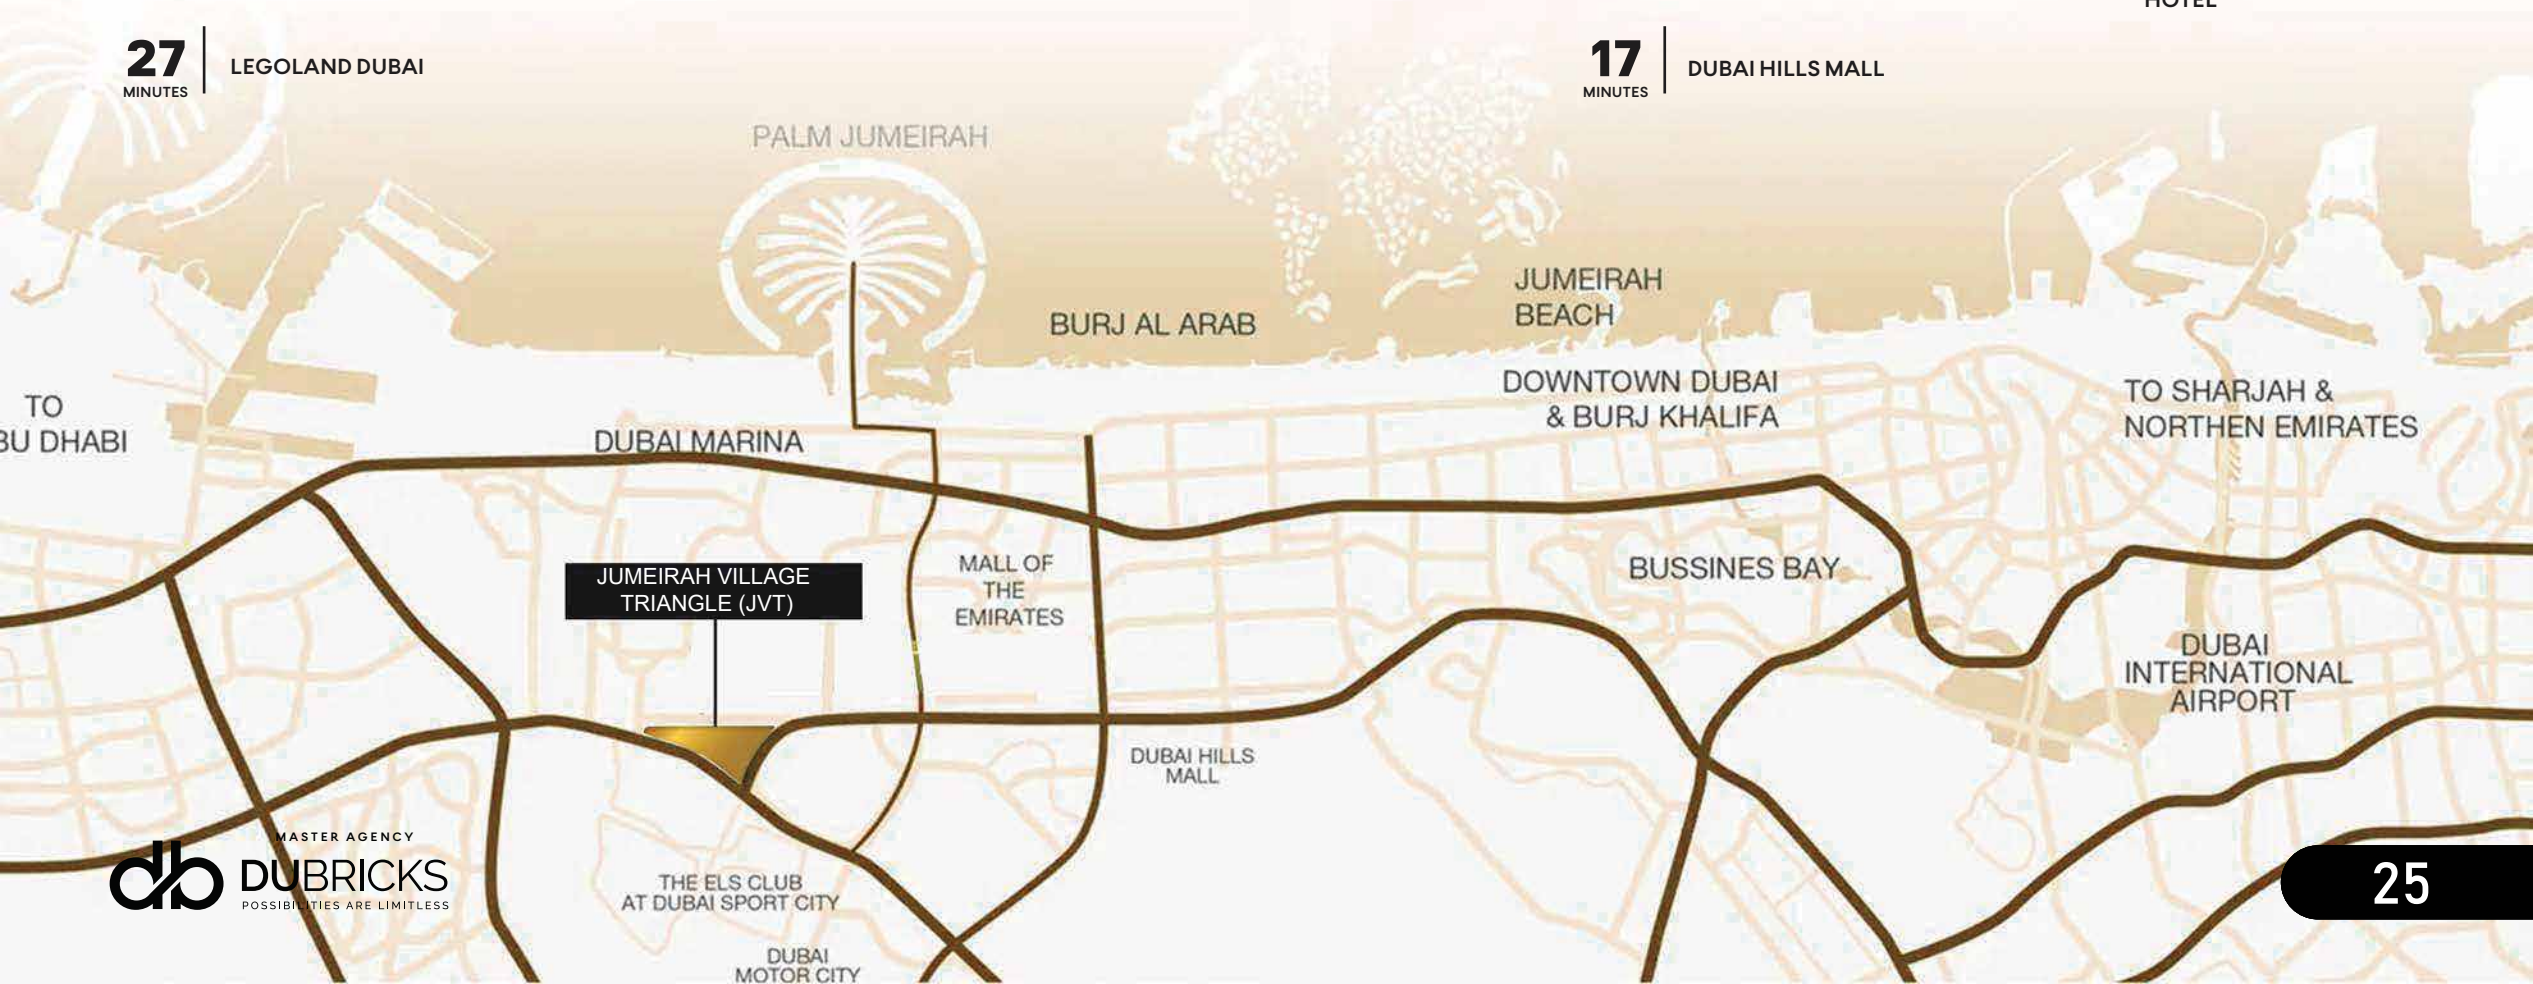 HOTEL
27
MINUTES
LEGOLAND DUBAI
17
MINUTES
DUBAI HILLS MALL
PALM JUMEIRAH
JUMEIRAH
BEACH
BURJ AL ARAB
DOWNTOWN DUBAI
& BURJ KHALIFA
TO SHARJAH &
NORTHEN EMIRATES
TO
BU DHABI
DUBAI MARINA
JUMEIRAH VILLAGE
TRIANGLE (JVT)
MALL OF
THE
EMIRATES
BUSSINES BAY
DUBAI
INTERNATIONAL
AIRPORT
DUBAI HILLS
MALL
MASTER AGENCY
db DUBRICKS
POSSIBILITIES ARE LIMITLESS
THE ELS CLUB
AT DUBAI SPORT CITY
DUBAI
MOTOR CITY
25